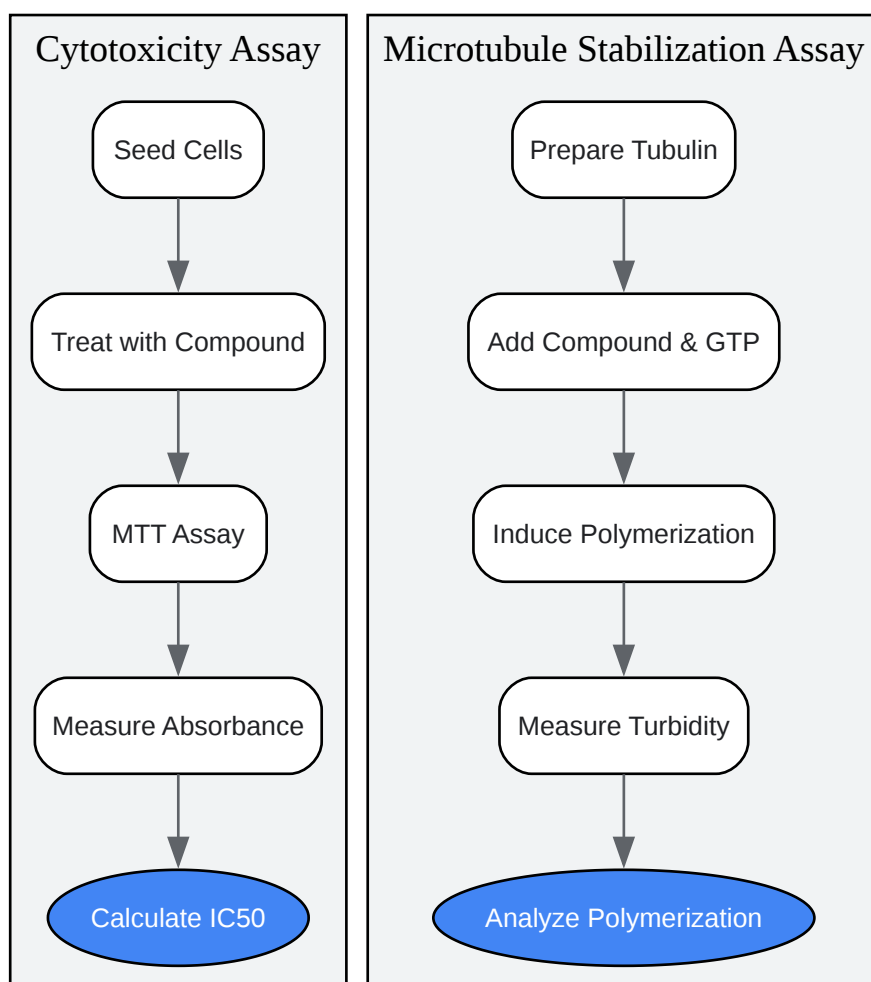 Cytotoxicity Assay
Seed Cells
Treat with Compound
MTT Assay
Measure Absorbance
Calculate IC50
Microtubule Stabilization Assay
Prepare Tubulin
Add Compound & GTP
Induce Polymerization
Measure Turbidity
Analyze Polymerization